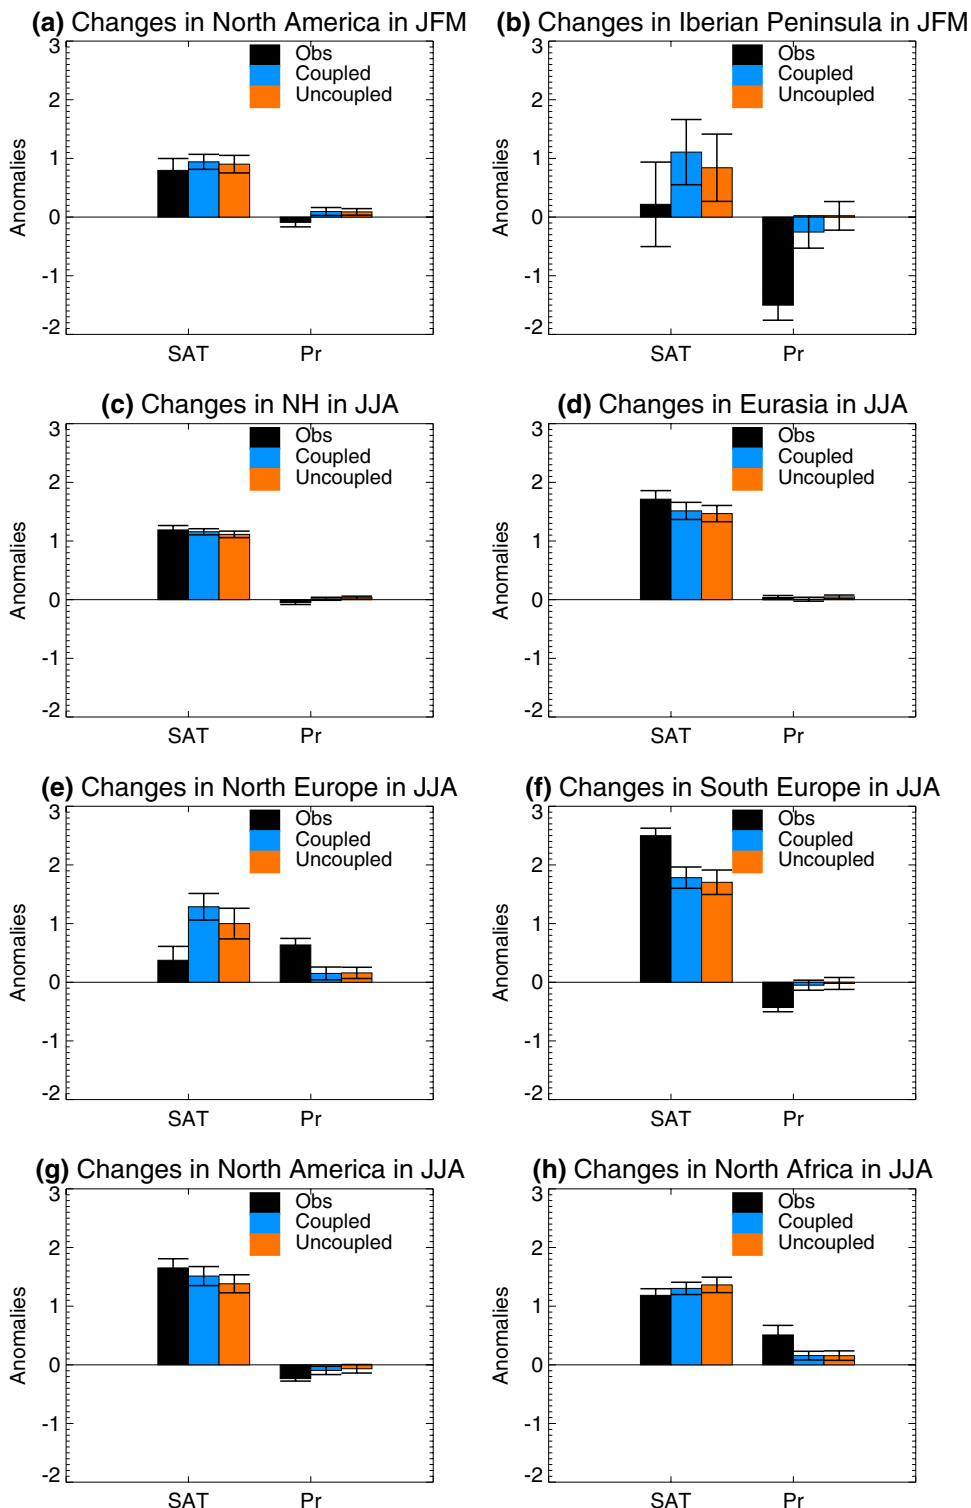 (a) Changes in North America in JFM
3
2
1
0
-1
-2
Anomalies
Obs
Coupled
Uncoupled
SAT
Pr
(b) Changes in Iberian Peninsula in JFM
3
2
1
0
-1
-2
Anomalies
Obs
Coupled
Uncoupled
SAT
Pr
(c) Changes in NH in JJA
3
2
1
0
-1
-2
Anomalies
Obs
Coupled
Uncoupled
SAT
Pr
(d) Changes in Eurasia in JJA
3
2
1
0
-1
-2
Anomalies
Obs
Coupled
Uncoupled
SAT
Pr
(e) Changes in North Europe in JJA
3
2
1
0
-1
-2
Anomalies
Obs
Coupled
Uncoupled
SAT
Pr
(f) Changes in South Europe in JJA
3
2
1
0
-1
-2
Anomalies
Obs
Coupled
Uncoupled
SAT
Pr
(g) Changes in North America in JJA
3
2
1
0
-1
-2
Anomalies
Obs
Coupled
Uncoupled
SAT
Pr
(h) Changes in North Africa in JJA
3
2
1
0
-1
-2
Anomalies
Obs
Coupled
Uncoupled
SAT
Pr